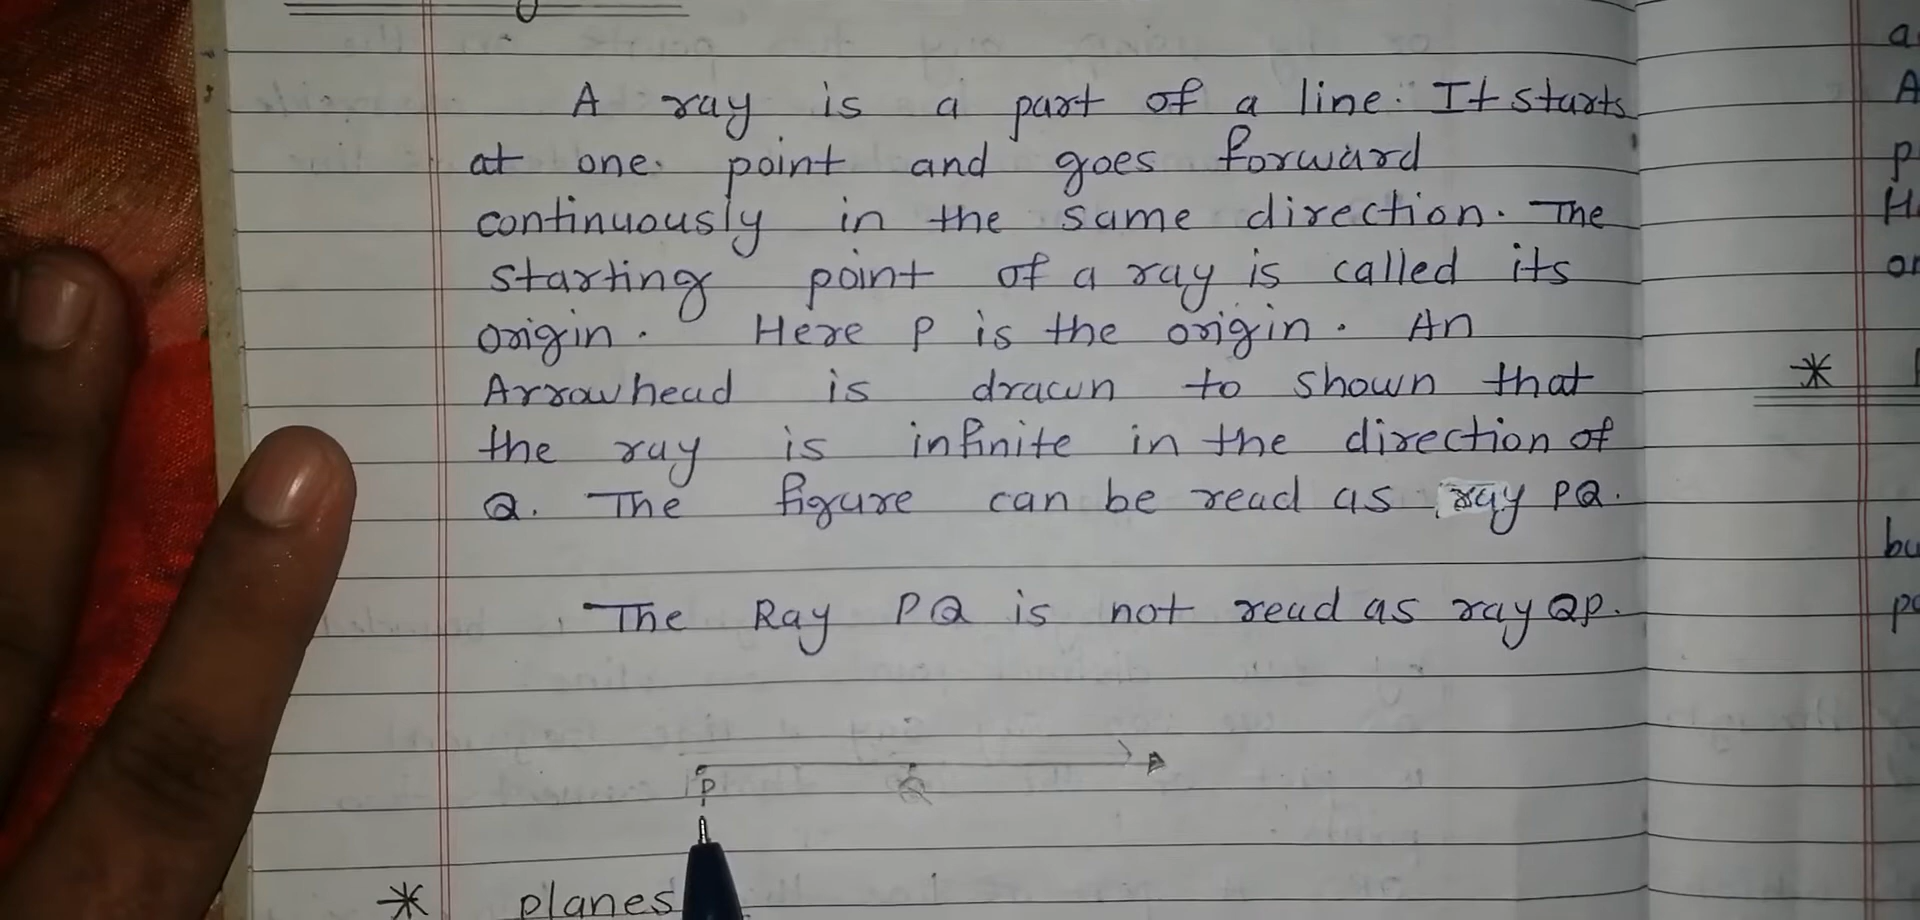 A ray is a part of a line. It starts
at one. point and goes forward
continuously in the same direction. The
starting point of a ray is called its
origin. Here P is the origin. An
Arrowhead is drawn to shown that
the ray is infinite in the direction of
Q. The figure can be read as ray PQ.
The Ray PQ is not read as ray QP.
P Q
* planes
*